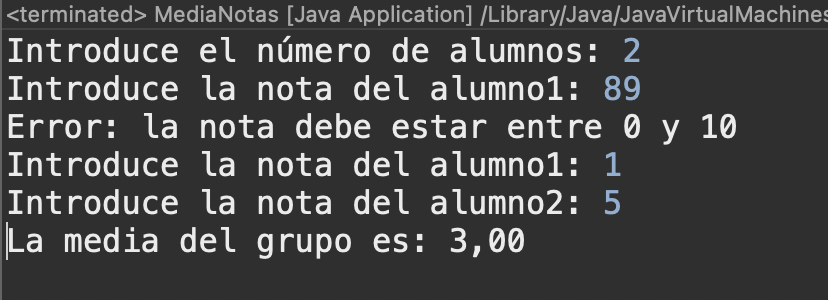 <terminated> MediaNotas [Java Application] /Library/Java/JavaVirtualMachines
Introduce el número de alumnos: 2
Introduce la nota del alumno1: 89
Error: la nota debe estar entre 0 y 10
Introduce la nota del alumno1: 1
Introduce la nota del alumno2: 5
La media del grupo es: 3,00